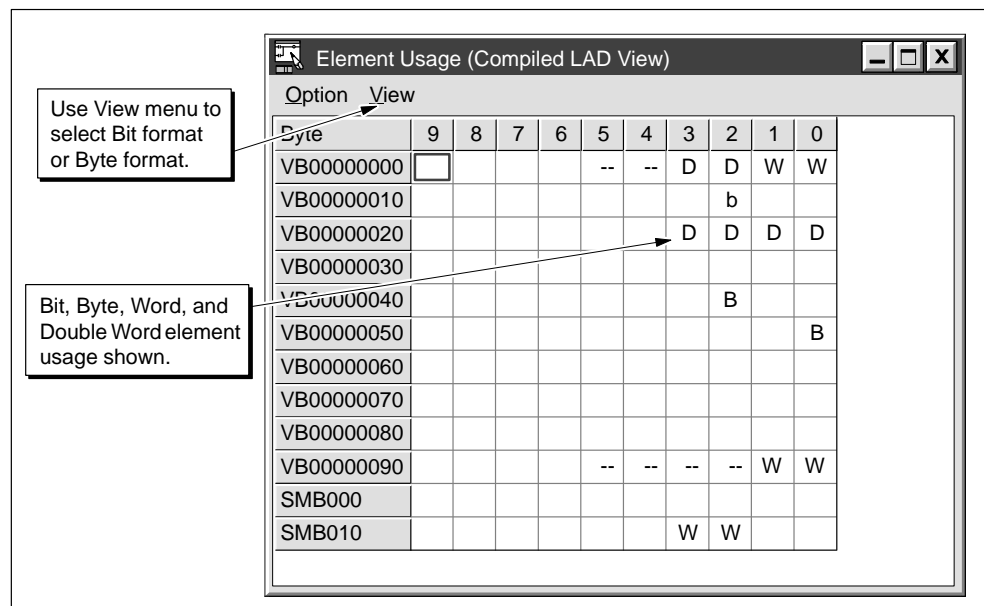 Element Usage (Compiled LAD View)
Option View
Use View menu to
select Bit format
or Byte format.
Byte 9 8 7 6 5 4 3 2 1 0
VB00000000 -- -- D D W W
VB00000010 b
VB00000020 D D D D
VB00000030
VB00000040 B
VB00000050 B
VB00000060
VB00000070
VB00000080
VB00000090 -- -- -- -- W W
SMB000
SMB010 W W
Bit, Byte, Word, and
Double Word element
usage shown.